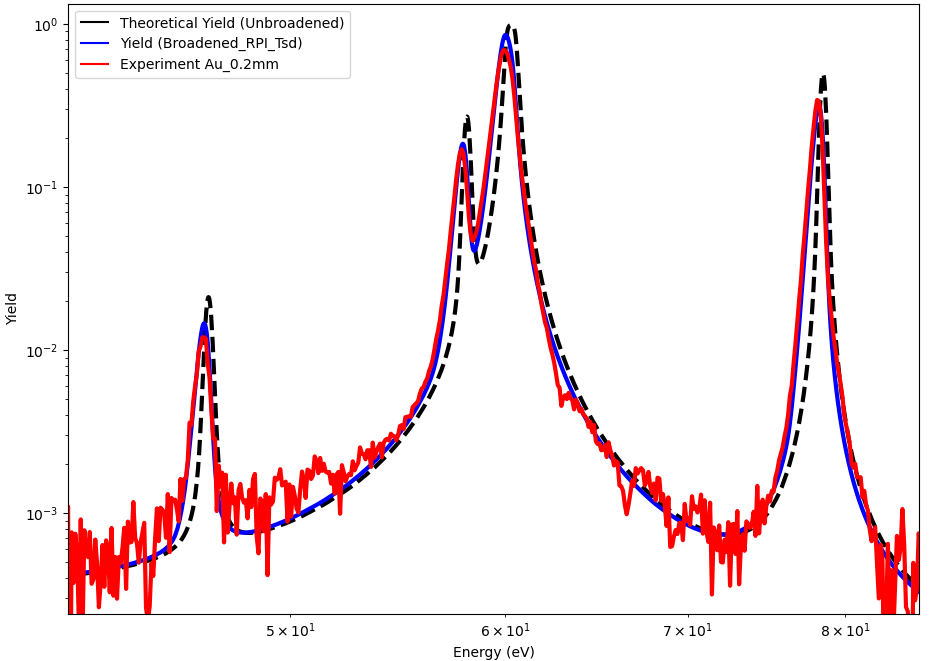 Theoretical Yield (Unbroadened)
Yield (Broadened_RPI_Tsd)
Experiment Au_0.2mm
10⁰
10⁻¹
10⁻²
10⁻³
Yield
5 × 10¹
6 × 10¹
7 × 10¹
8 × 10¹
Energy (eV)